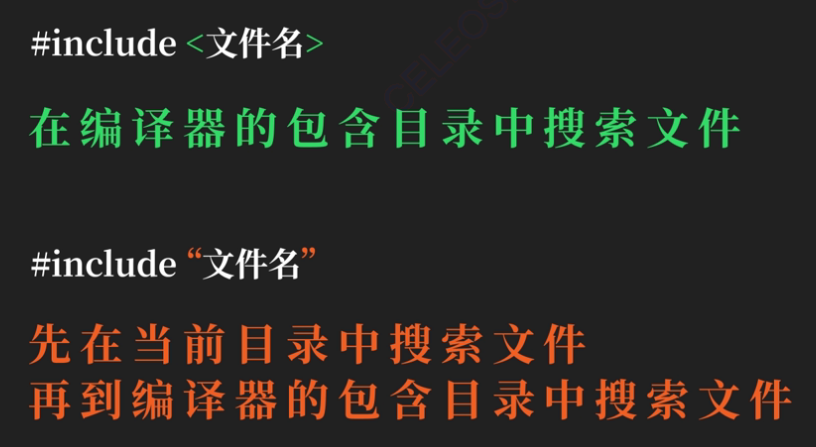 #include <文件名>
在编译器的包含目录中搜索文件
#include “文件名”
先在当前目录中搜索文件
再到编译器的包含目录中搜索文件